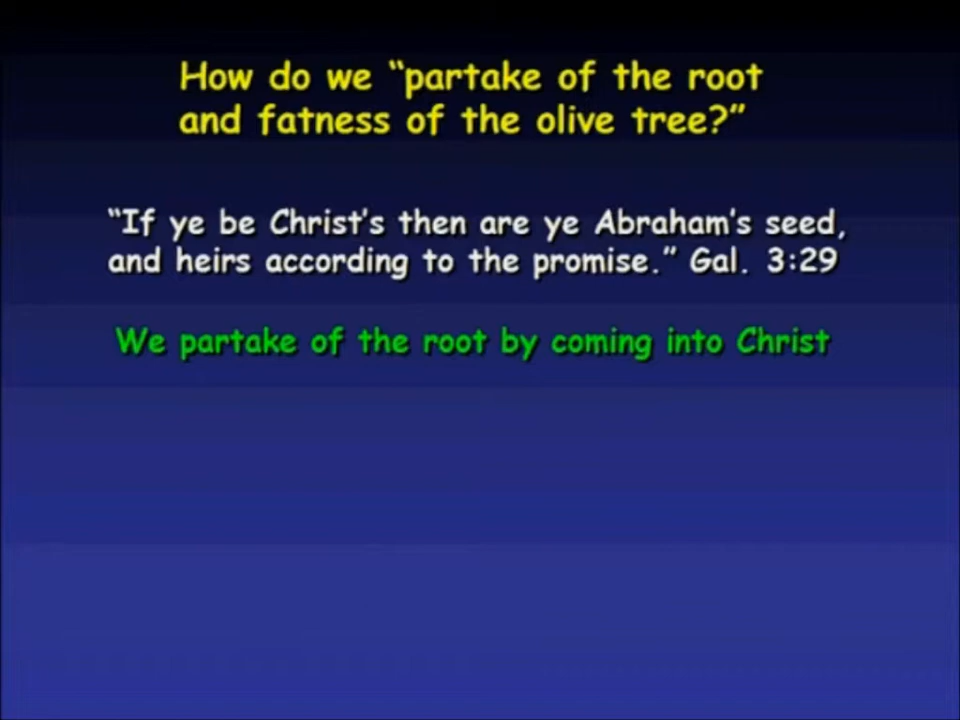 How do we “partake of the root
and fatness of the olive tree?”
“If ye be Christ’s then are ye Abraham’s seed,
and heirs according to the promise.” Gal. 3:29
We partake of the root by coming into Christ